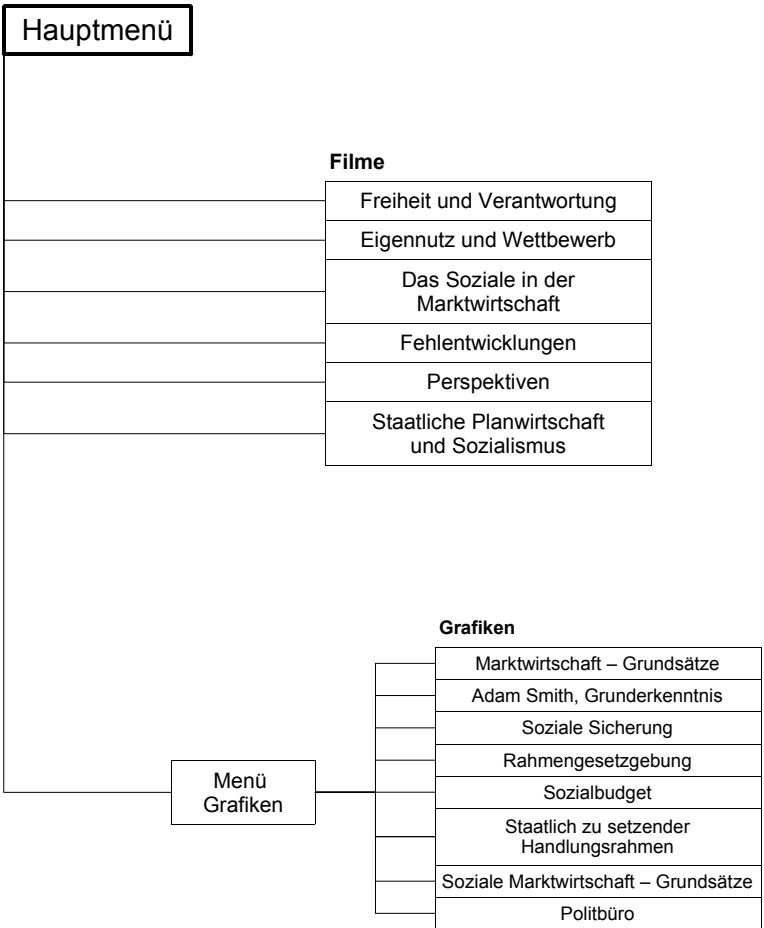 Hauptmenü
Filme
Freiheit und Verantwortung
Eigennutz und Wettbewerb
Das Soziale in der
Marktwirtschaft
Fehlentwicklungen
Perspektiven
Staatliche Planwirtschaft
und Sozialismus
Grafiken
Marktwirtschaft – Grundsätze
Adam Smith, Grunderkenntnis
Soziale Sicherung
Rahmengesetzgebung
Sozialbudget
Staatlich zu setzender
Handlungsrahmen
Soziale Marktwirtschaft – Grundsätze
Politbüro
Menü
Grafiken